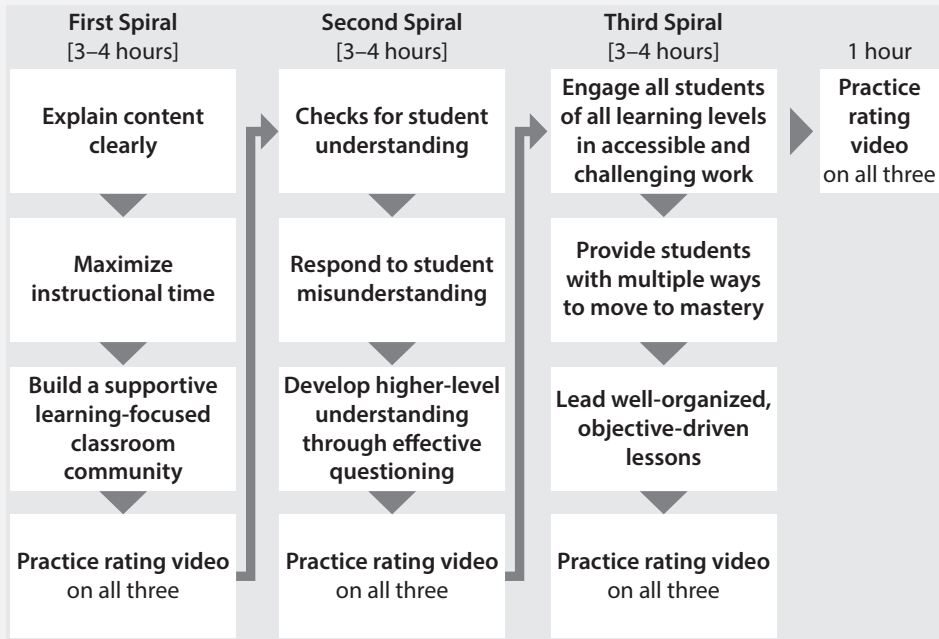 First Spiral
[3–4 hours]
Explain content
clearly
Maximize
instructional time
Build a supportive
learning-focused
classroom
community
Practice rating video
on all three
Second Spiral
[3–4 hours]
Checks for student
understanding
Respond to student
misunderstanding
Develop higher-level
understanding
through effective
questioning
Practice rating video
on all three
Third Spiral
[3–4 hours]
Engage all students
of all learning levels
in accessible and
challenging work
Provide students
with multiple ways
to move to mastery
Lead well-organized,
objective-driven
lessons
Practice rating video
on all three
1 hour
Practice
rating
video
on all three